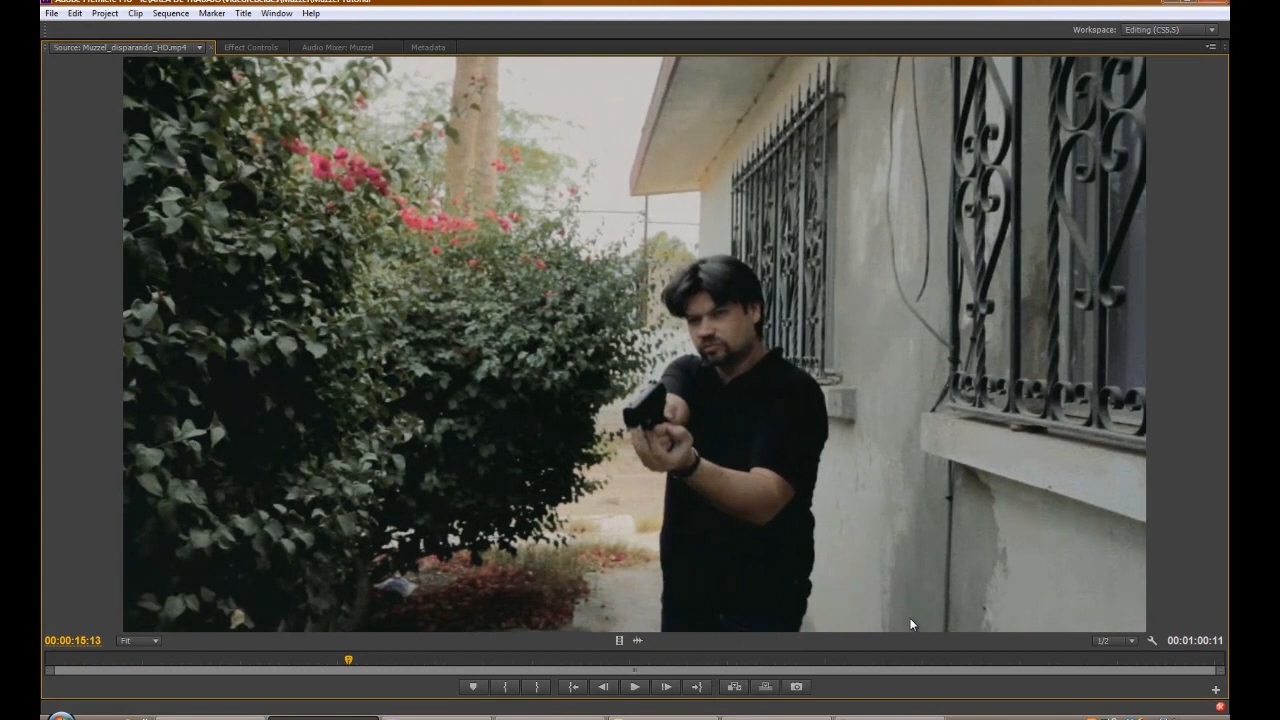 File Edit Project Clip Sequence Marker Title Window Help
Workspace: Editing (CS5.5)
Source: Muzzel_disparando_HD.mp4 Effect Controls Audio Mixer: Muzzel Metadata
00:00:15:13 Fit 1/2 00:01:00:11